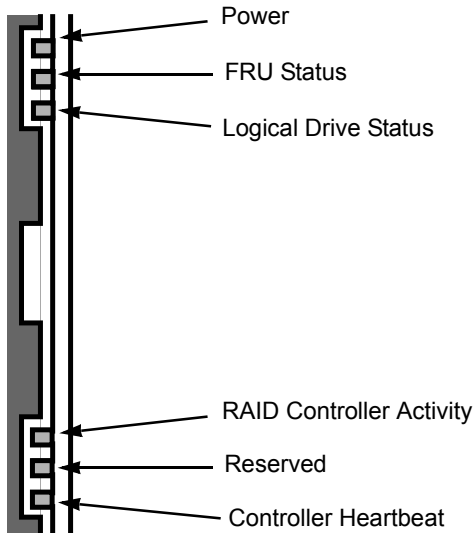 Power
FRU Status
Logical Drive Status
RAID Controller Activity
Reserved
Controller Heartbeat